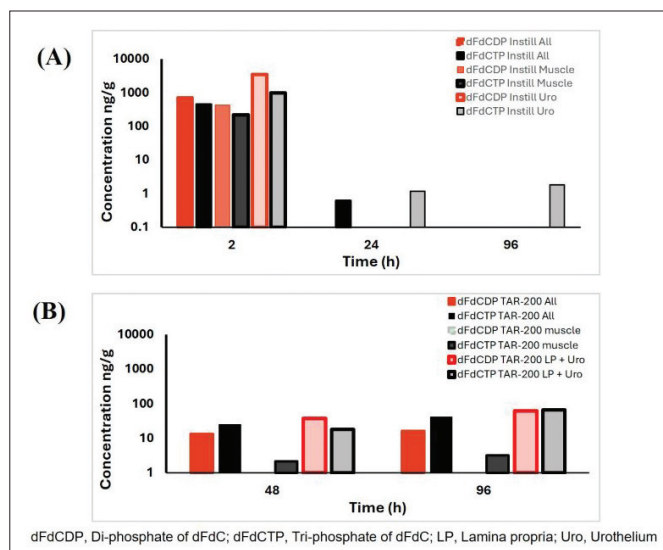 (A)
Concentration ng/g
10000
1000
100
10
1
0.1
dFdCDP Instill All
dFdCTP Instill All
dFdCDP Instill Muscle
dFdCTP Instill Muscle
dFdCDP Instill Uro
dFdCTP Instill Uro
2 24 96
Time (h)
(B)
Concentration ng/g
10000
1000
100
10
1
dFdCDP TAR-200 All
dFdCTP TAR-200 All
dFdCDP TAR-200 muscle
dFdCTP TAR-200 muscle
dFdCDP TAR-200 LP + Uro
dFdCTP TAR-200 LP + Uro
48 96
Time (h)
dFdCDP, Di-phosphate of dFdC; dFdCTP, Tri-phosphate of dFdC; LP, Lamina propria; Uro, Urothelium